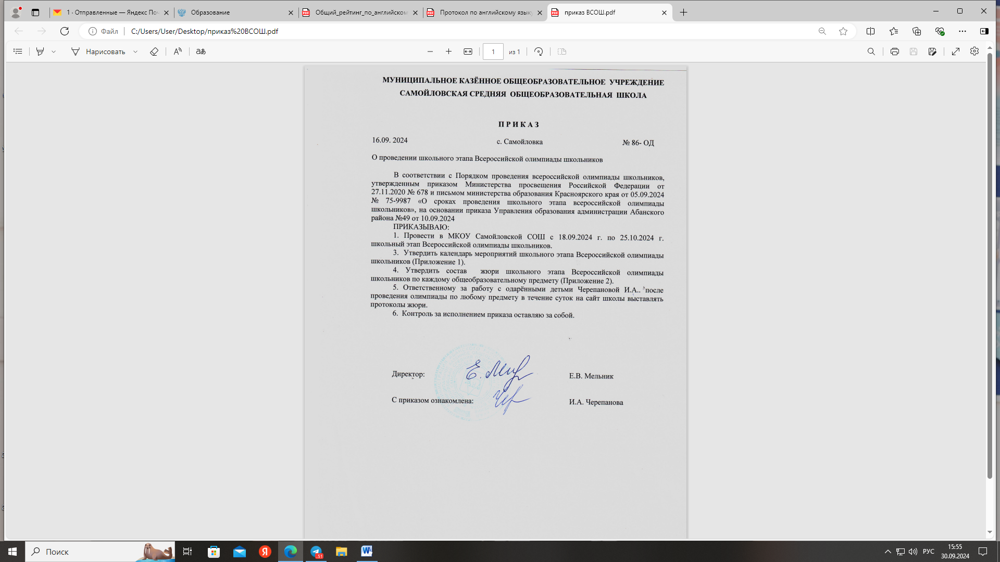 1 · Отправленные — Яндекс Поч
Образование
Общий_рейтинг_по_английском
Протокол по английскому язык
приказ ВСОШ.pdf
Файл
C:/Users/User/Desktop/приказ%20ВСОШ.pdf
Нарисовать
1
из 1
МУНИЦИПАЛЬНОЕ КАЗЁННОЕ ОБЩЕОБРАЗОВАТЕЛЬНОЕ УЧРЕЖДЕНИЕ
САМОЙЛОВСКАЯ СРЕДНЯЯ ОБЩЕОБРАЗОВАТЕЛЬНАЯ ШКОЛА
П Р И К А З
16.09. 2024 с. Самойловка № 86- ОД
О проведении школьного этапа Всероссийской олимпиады школьников
В соответствии с Порядком проведения всероссийской олимпиады школьников,
утвержденным приказом Министерства просвещения Российской Федерации от
27.11.2020 № 678 и письмом министерства образования Красноярского края от 05.09.2024
№ 75-9987 «О сроках проведения школьного этапа всероссийской олимпиады
школьников», на основании приказа Управления образования администрации Абанского
района №49 от 10.09.2024
ПРИКАЗЫВАЮ:
1. Провести в МКОУ Самойловской СОШ с 18.09.2024 г. по 25.10.2024 г.
школьный этап Всероссийской олимпиады школьников.
3. Утвердить календарь мероприятий школьного этапа Всероссийской олимпиады
школьников (Приложение 1).
4. Утвердить состав жюри школьного этапа Всероссийской олимпиады
школьников по каждому общеобразовательному предмету (Приложение 2).
5. Ответственному за работу с одарёнными детьми Черепановой И.А.. после
проведения олимпиады по любому предмету в течение суток на сайт школы выставлять
протоколы жюри.
6. Контроль за исполнением приказа оставляю за собой.
Директор: Е.В. Мельник
С приказом ознакомлена: И.А. Черепанова
Поиск
.51
РУС
15:55
30.09.2024